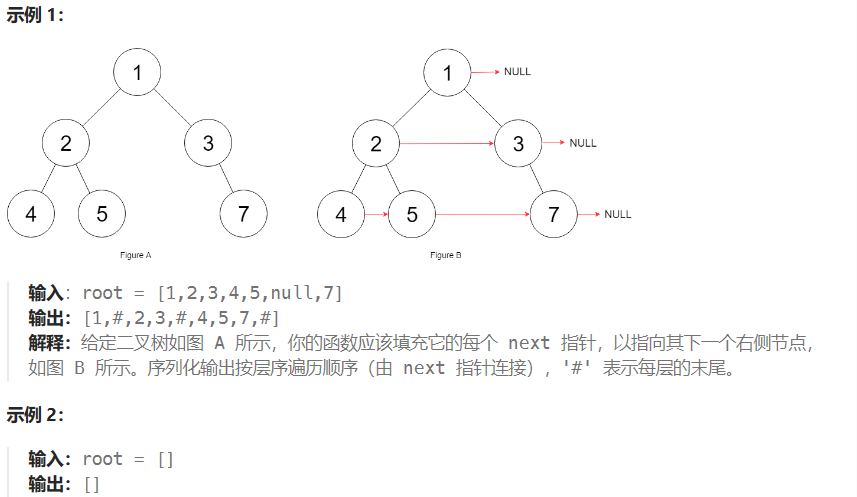 示例 1：
1
NULL
1
2
3
2
3
NULL
4
5
7
4
5
7
NULL
Figure A
Figure B
输入: root = [1,2,3,4,5,null,7]
输出: [1,#,2,3,#,4,5,7,#]
解释: 给定二叉树如图 A 所示，你的函数应该填充它的每个 next 指针，以指向其下一个右侧节点，
如图 B 所示。序列化输出按层序遍历顺序（由 next 指针连接），'#' 表示每层的末尾。
示例 2：
输入: root = []
输出: []